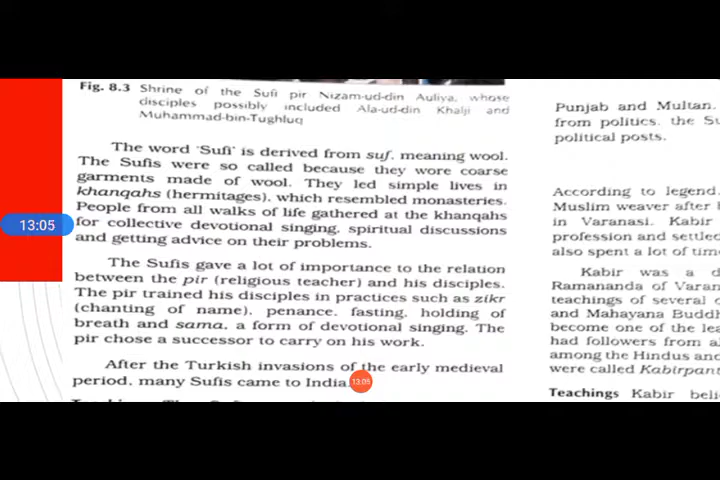 Fig. 8.3 Shrine of the Sufi pir Nizam-ud-din Auliya, whose
disciples possibly included Ala-ud-din Khalji and
Muhammad-bin-Tughluq
The word 'Sufi' is derived from suf, meaning wool.
The Sufis were so called because they wore coarse
garments made of wool. They led simple lives in
khanqahs (hermitages), which resembled monasteries.
People from all walks of life gathered at the khanqahs
for collective devotional singing, spiritual discussions
and getting advice on their problems.
The Sufis gave a lot of importance to the relation
between the pir (religious teacher) and his disciples.
The pir trained his disciples in practices such as zikr
(chanting of name), penance, fasting, holding of
breath and sama, a form of devotional singing. The
pir chose a successor to carry on his work.
After the Turkish invasions of the early medieval
period, many Sufis came to India.
13:05
13:05
Punjab and Multan.
from politics, the Su
political posts.
According to legend,
Muslim weaver after h
in Varanasi. Kabir
profession and settled
also spent a lot of time
Kabir was a d
Ramananda of Varan
teachings of several
and Mahayana Buddh
become one of the lea
had followers from al
among the Hindus and
were called Kabirpant
Teachings Kabir beli